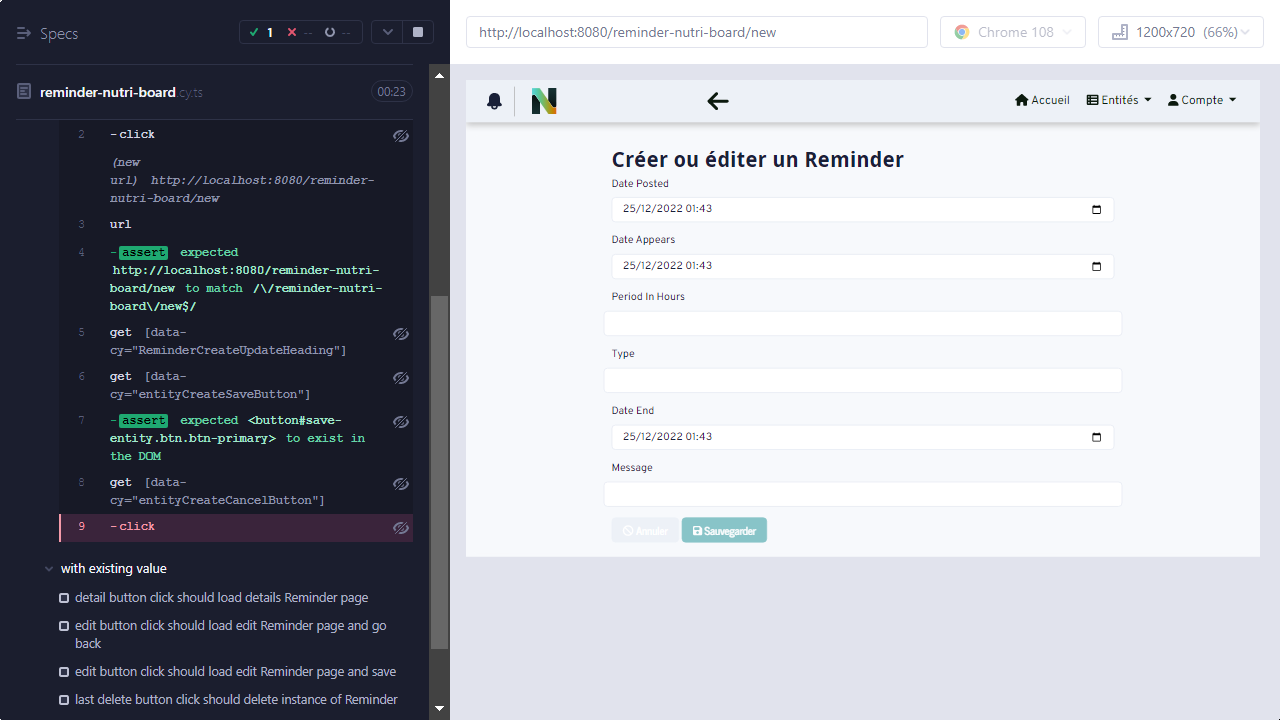 Specs
1
--
--
reminder-nutri-board.cy.ts
00:23
2 -click
(new
url) http://localhost:8080/reminder-
nutri-board/new
3 url
4 -assert expected
http://localhost:8080/reminder-nutri-
board/new to match /\/reminder-nutri-
board\/new$/
5 get [data-
cy="ReminderCreateUpdateHeading"]
6 get [data-
cy="entityCreateSaveButton"]
7 -assert expected <button#save-
entity.btn.btn-primary> to exist in
the DOM
8 get [data-
cy="entityCreateCancelButton"]
9 -click
with existing value
detail button click should load details Reminder page
edit button click should load edit Reminder page and go
back
edit button click should load edit Reminder page and save
last delete button click should delete instance of Reminder
http://localhost:8080/reminder-nutri-board/new
Chrome 108
1200x720 (66%)
N
Accueil
Entités
Compte
Créer ou éditer un Reminder
Date Posted
25/12/2022 01:43
Date Appears
25/12/2022 01:43
Period In Hours
Type
Date End
25/12/2022 01:43
Message
Annuler
Sauvegarder